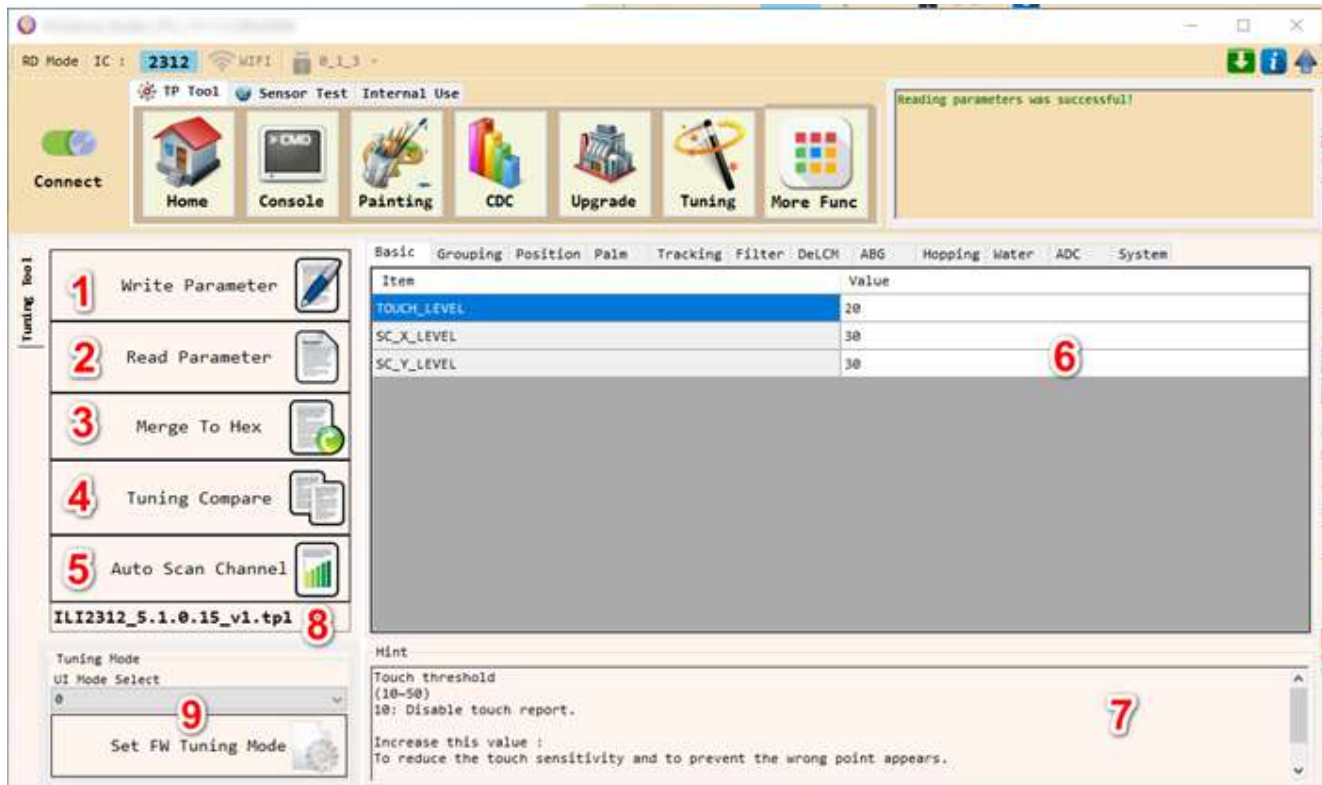 RD Mode IC : 2312 WIFI 0_1_3
TP Tool Sensor Test Internal Use
Connect
>CMD
Home Console Painting CDC Upgrade Tuning More Func
Reading parameters was successful!
Tuning Tool
1 Write Parameter
2 Read Parameter
3 Merge To Hex
4 Tuning Compare
5 Auto Scan Channel
ILI2312_5.1.0.15_v1.tpl 8
Tuning Mode
UI Mode Select
0
9
Set FW Tuning Mode
Basic Grouping Position Palm Tracking Filter DeLCM ABG Hopping Water ADC System
Item Value
TOUCH_LEVEL 20
SC_X_LEVEL 30
SC_Y_LEVEL 30
6
Hint
Touch threshold
(10~50)
10: Disable touch report.
Increase this value :
To reduce the touch sensitivity and to prevent the wrong point appears.
7